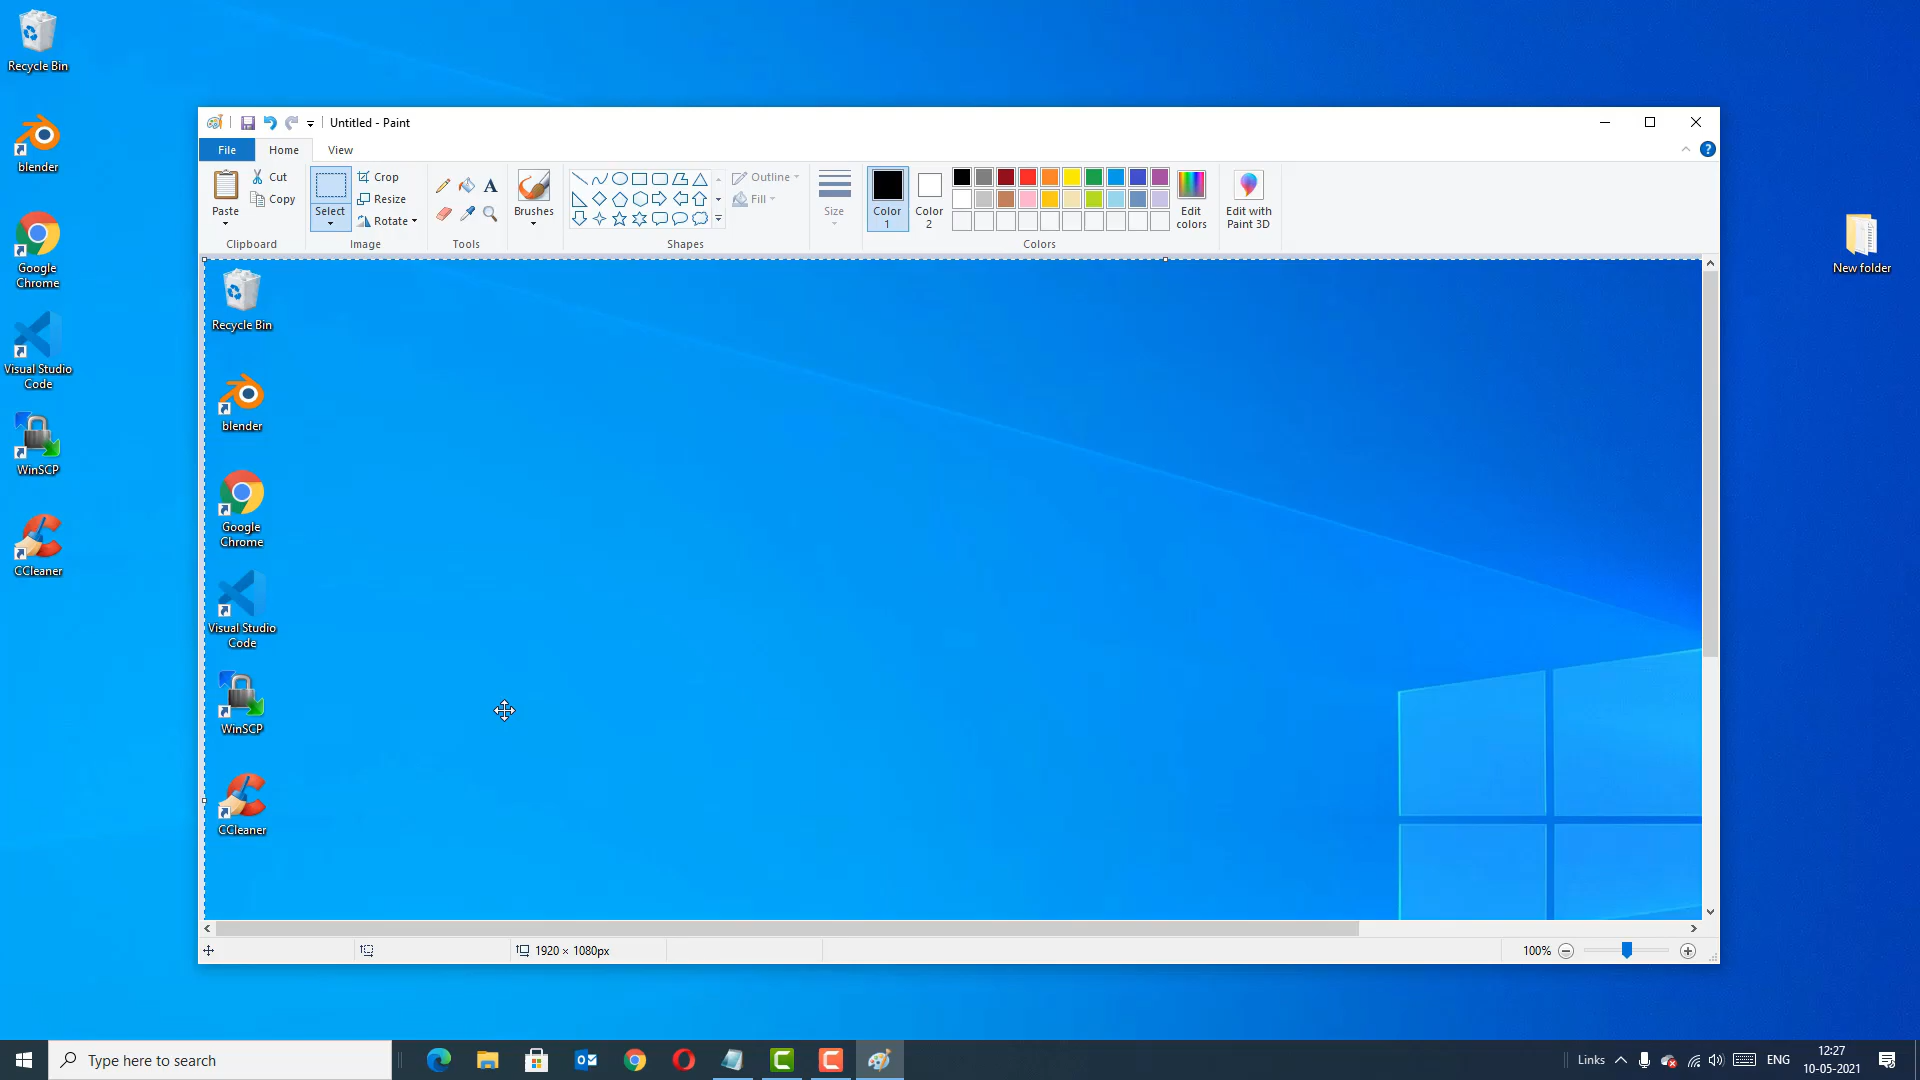 Recycle Bin
blender
Google
Chrome
Visual Studio
Code
WinSCP
CCleaner
New folder
Untitled - Paint
File
Home
View
Paste
Cut
Copy
Clipboard
Select
Crop
Resize
Rotate
Image
A
Tools
Brushes
Shapes
Outline
Fill
Size
Color
1
Color
2
Edit
colors
Colors
Edit with
Paint 3D
Recycle Bin
blender
Google
Chrome
Visual Studio
Code
WinSCP
CCleaner
1920 × 1080px
100%
Type here to search
Links
ENG
12:27
10-05-2021